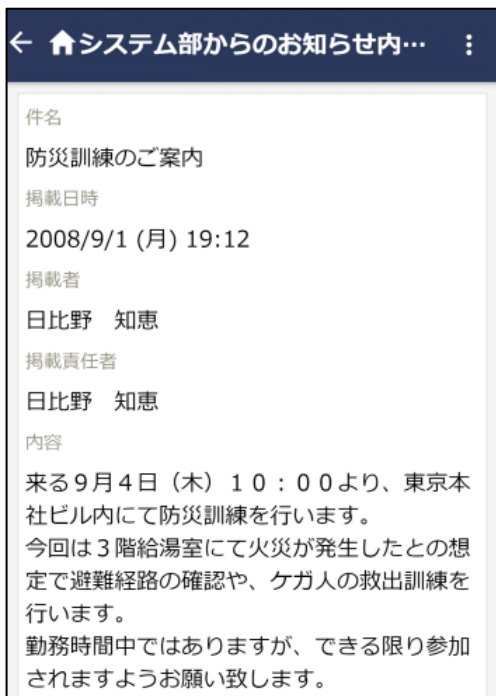 システム部からのお知らせ内…
件名
防災訓練のご案内
掲載日時
2008/9/1 (月) 19:12
掲載者
日比野　知恵
掲載責任者
日比野　知恵
内容
来る９月４日（木）１０：００より、東京本
社ビル内にて防災訓練を行います。
今回は３階給湯室にて火災が発生したとの想
定で避難経路の確認や、ケガ人の救出訓練を
行います。
勤務時間中ではありますが、できる限り参加
されますようお願い致します。